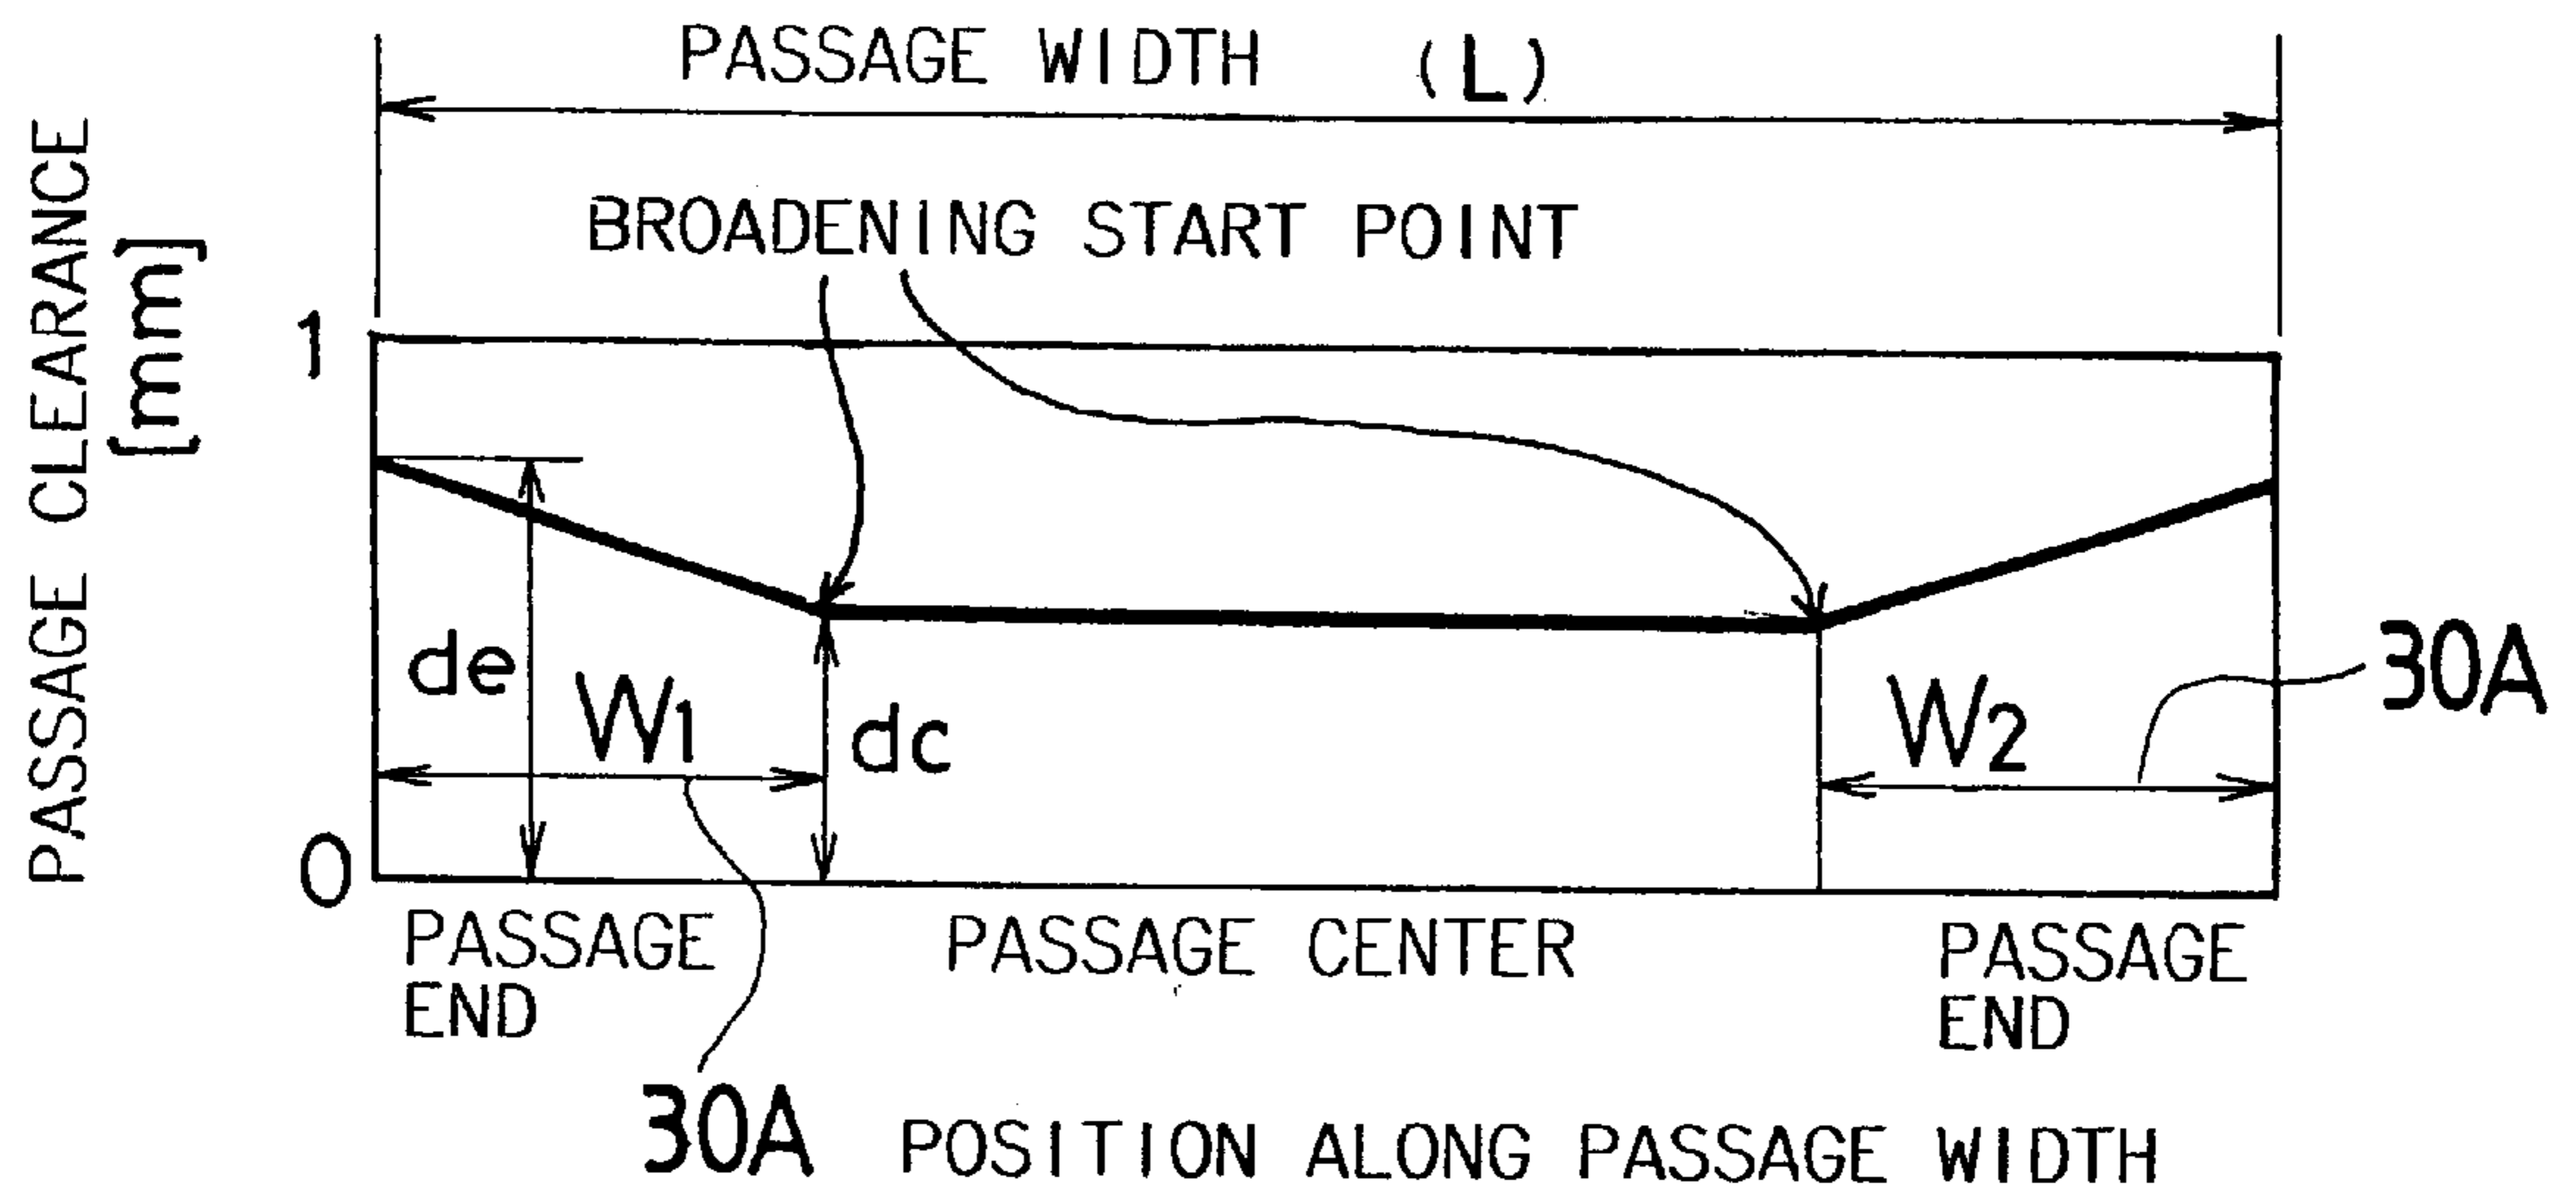 PASSAGE WIDTH (L)
BROADENING START POINT
PASSAGE CLEARANCE
[mm]
1
0
de
W1
dc
W2
30A
PASSAGE
END
PASSAGE CENTER
PASSAGE
END
30A
POSITION ALONG PASSAGE WIDTH